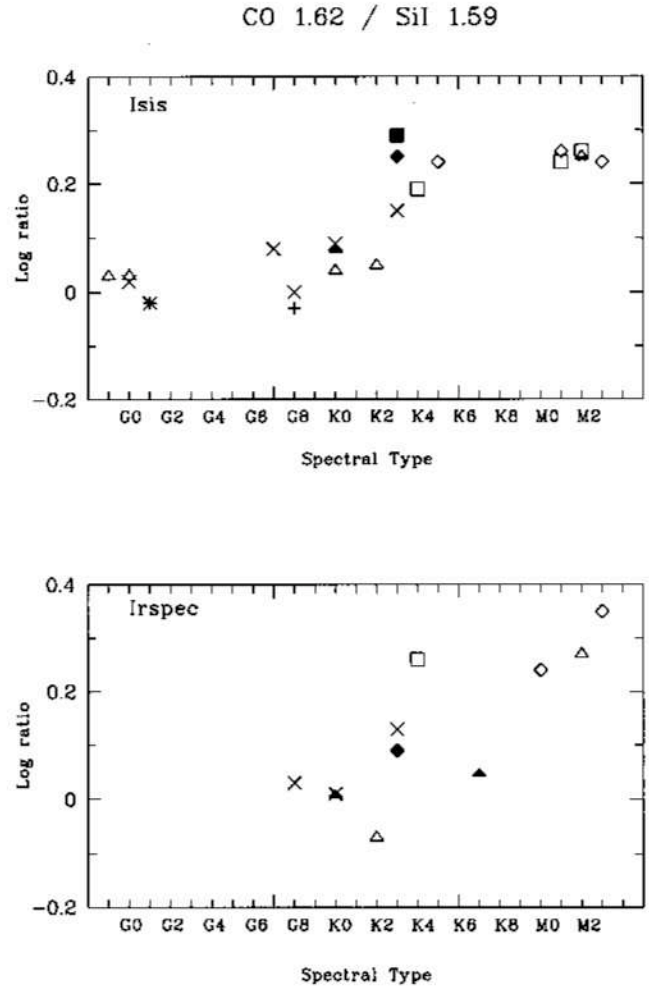 CO 1.62 / SiI 1.59
0.4
Isis
0.2
Log ratio
0
−0.2
G0 G2 G4 G6 G8 K0 K2 K4 K6 K8 M0 M2
Spectral Type
0.4
Irspec
0.2
Log ratio
0
−0.2
G0 G2 G4 G6 G8 K0 K2 K4 K6 K8 M0 M2
Spectral Type